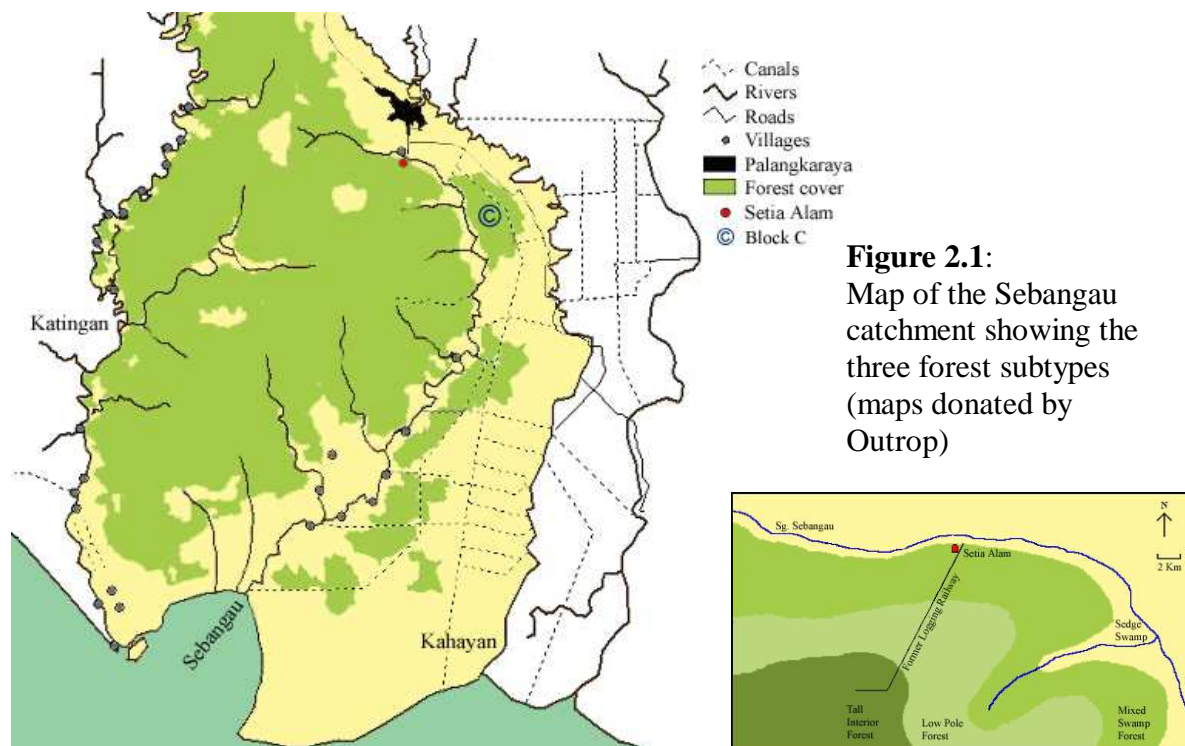 Canals
Rivers
Roads
Villages
Palangkaraya
Forest cover
Setia Alam
© Block C
©
Katingan
Sebangau
Kahayan
Figure 2.1:
Map of the Sebangau
catchment showing the
three forest subtypes
(maps donated by
Outrop)
Sg. Sebangau
N
Setia Alam
2 Km
Former Logging Railway
Sedge
Swamp
Tall
Interior
Forest
Low Pole
Forest
Mixed
Swamp
Forest